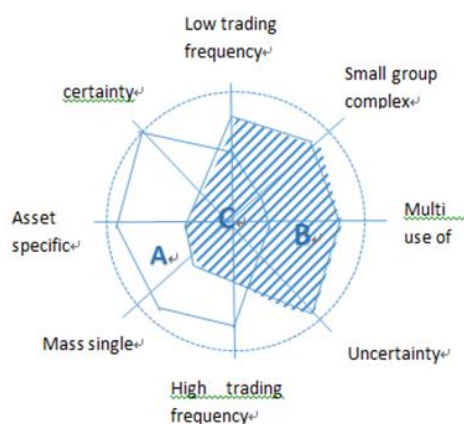 Low trading
frequency↵
Small group
complex↵
certainty↵
Asset
specific↵
A↵
C↵
B↵
Multi
use of
Mass single↵
Uncertainty↵
High trading
frequency↵